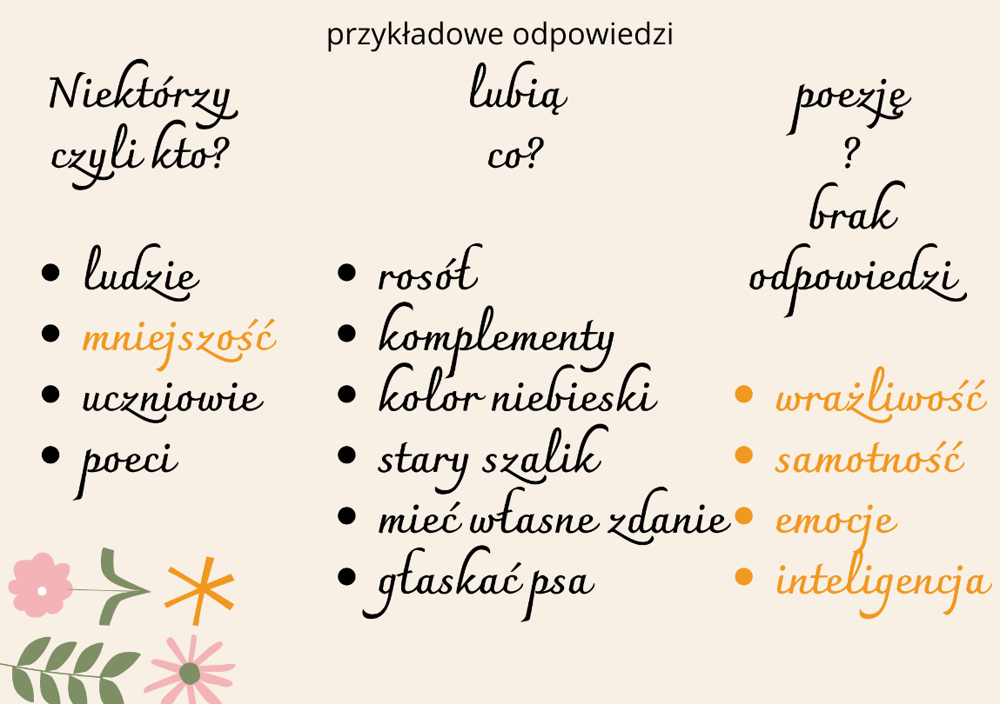 przykładowe odpowiedzi
Niektórzy
czyli kto?
• ludzie
• mniejszość
• uczniowie
• poeci
lubią
co?
• rosół
• komplementy
• kolor niebieski
• stary szalik
• mieć własne zdanie
• głaskać psa
poezję
?
brak
odpowiedzi
• wrażliwość
• samotność
• emocje
• inteligencja